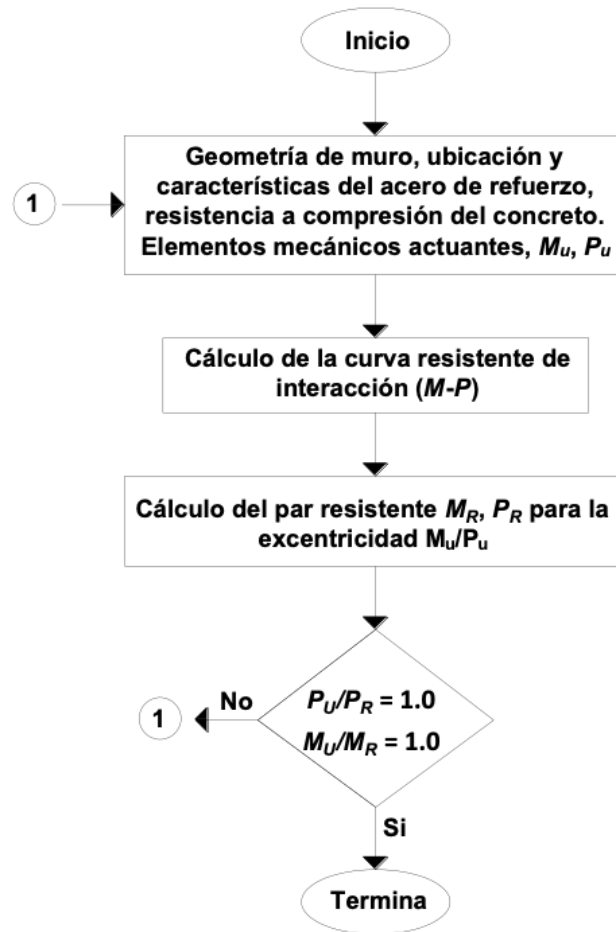 Inicio
Geometría de muro, ubicación y
características del acero de refuerzo,
resistencia a compresión del concreto.
Elementos mecánicos actuantes, Mu, Pu
1
Cálculo de la curva resistente de
interacción (M-P)
Cálculo del par resistente MR, PR para la
excentricidad Mu/Pu
PU/PR = 1.0
MU/MR = 1.0
No
1
Si
Termina